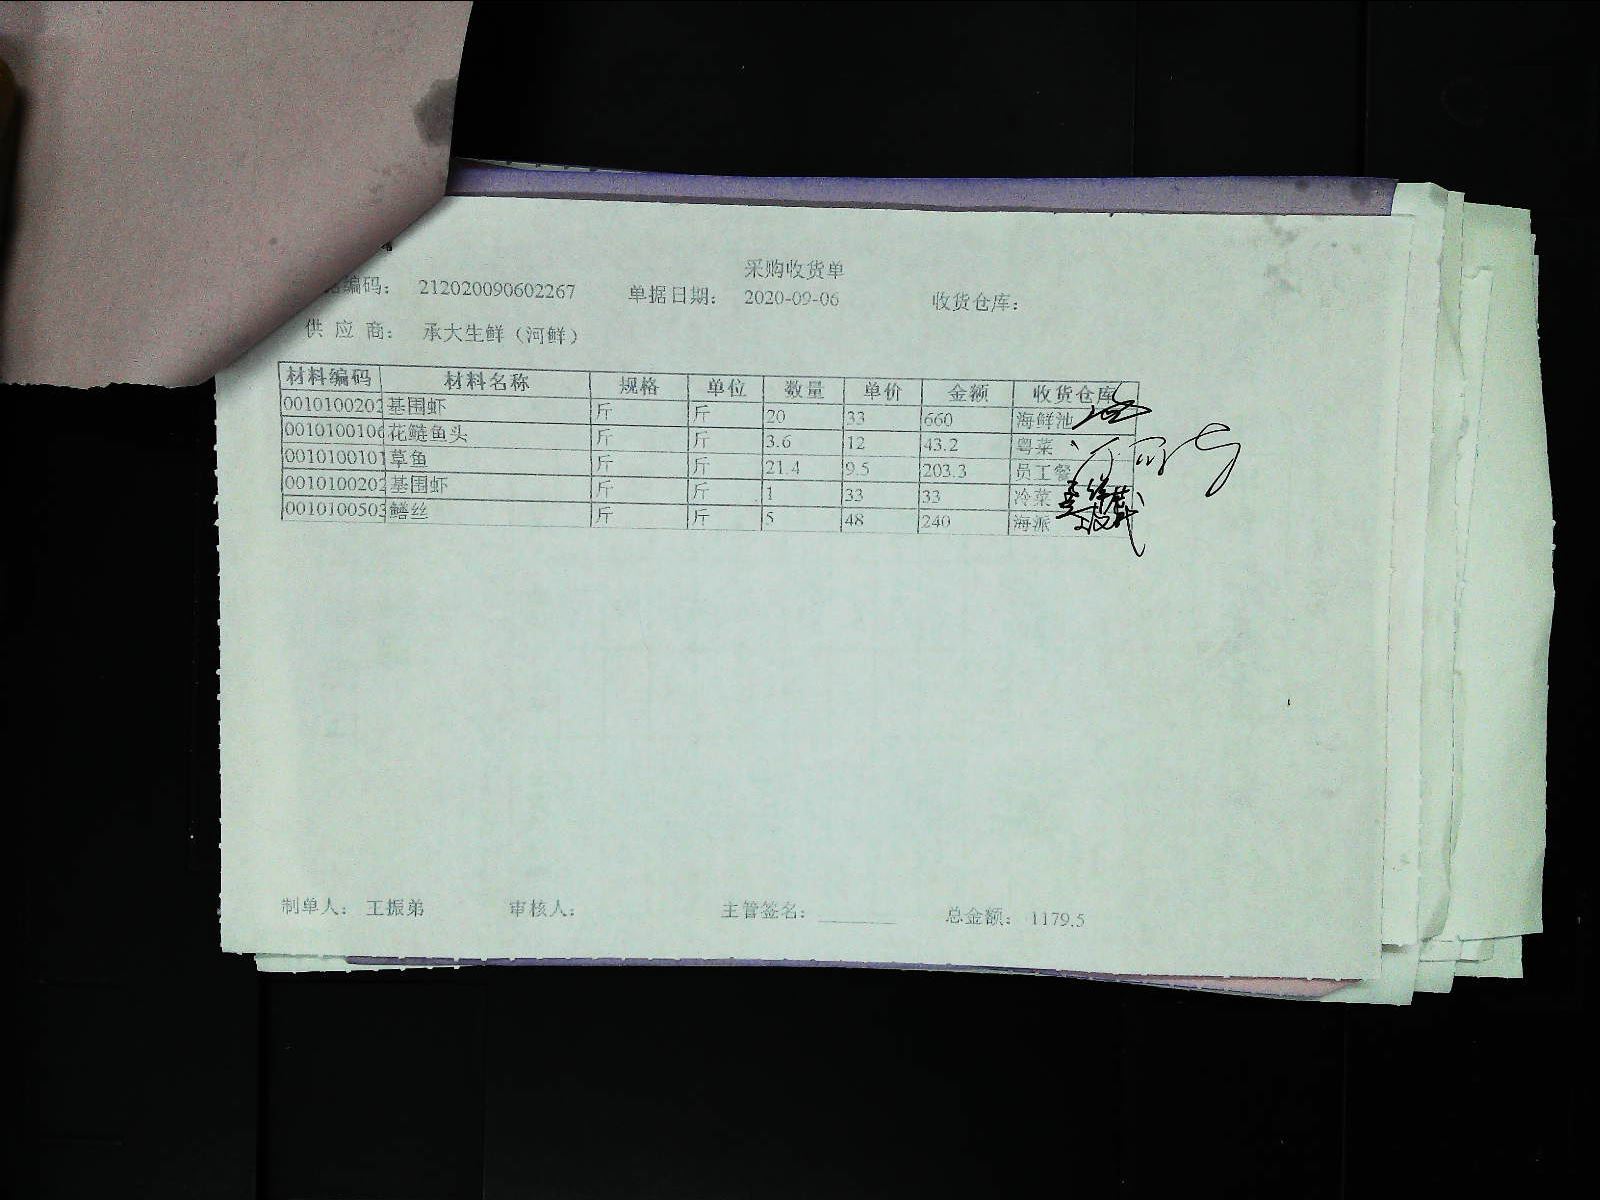 采购收货单
编码： 212020090602267 单据日期： 2020-09-06 收货仓库：
供 应 商： 承大生鲜（河鲜）
材料编码 材料名称 规格 单位 数量 单价 金额 收货仓库
0010100202 基围虾 斤 斤 20 33 660 海鲜池
0010100106 花鲢鱼头 斤 斤 3.6 12 43.2 粤菜
0010100101 草鱼 斤 斤 21.4 9.5 203.3 员工餐
0010100202 基围虾 斤 斤 1 33 33 冷菜
0010100503 鳝丝 斤 斤 5 48 240 海派
制单人： 王振弟 审核人： 主管签名： 总金额： 1179.5